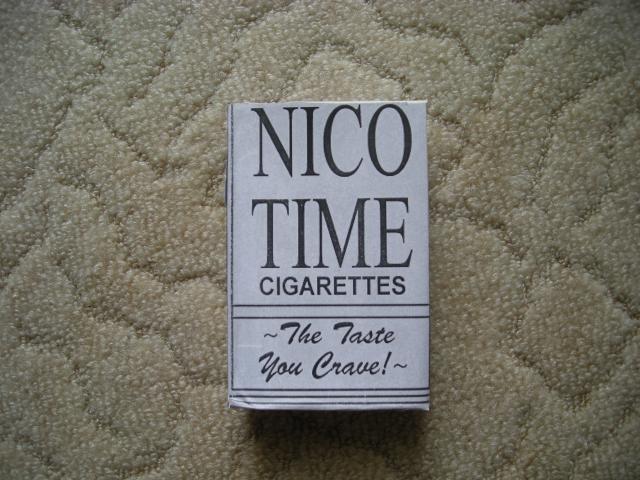 NICO
TIME
CIGARETTES
~The Taste
You Crave!~